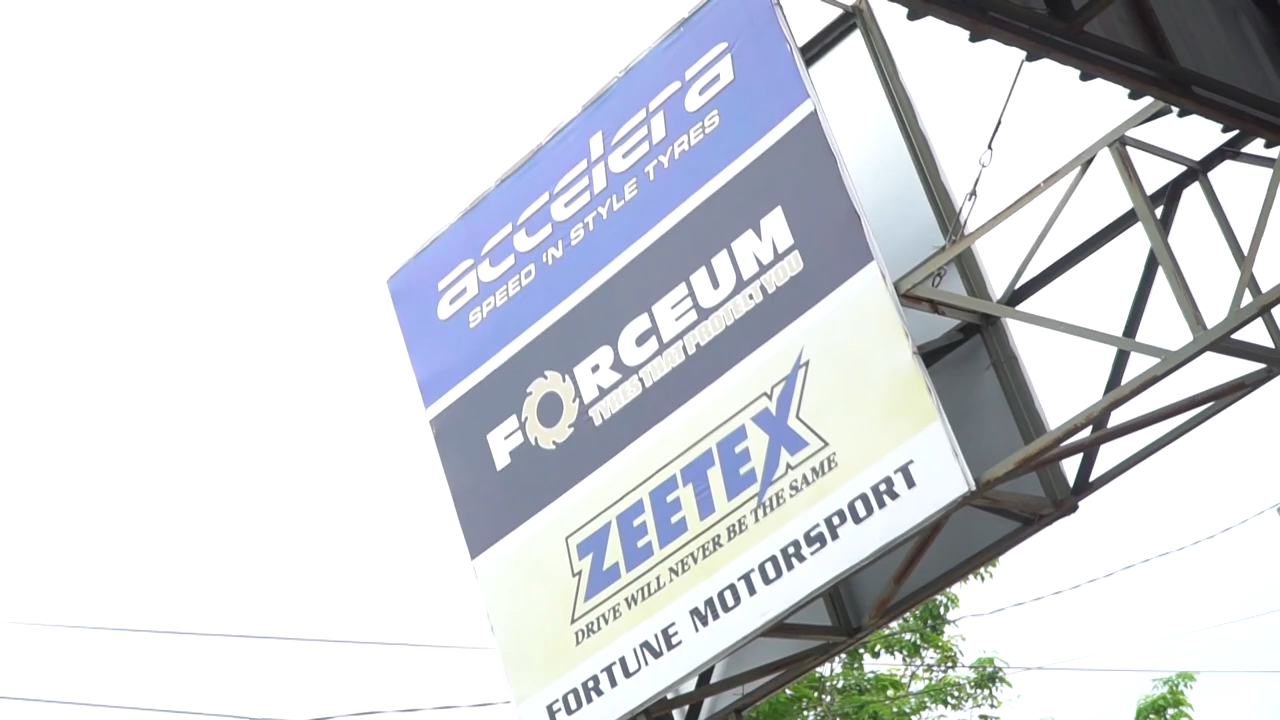 accelera
SPEED 'N STYLE TYRES
FORCEUM
TYRES THAT PROTECT YOU
ZEETEX
DRIVE WILL NEVER BE THE SAME
FORTUNE MOTORSPORT